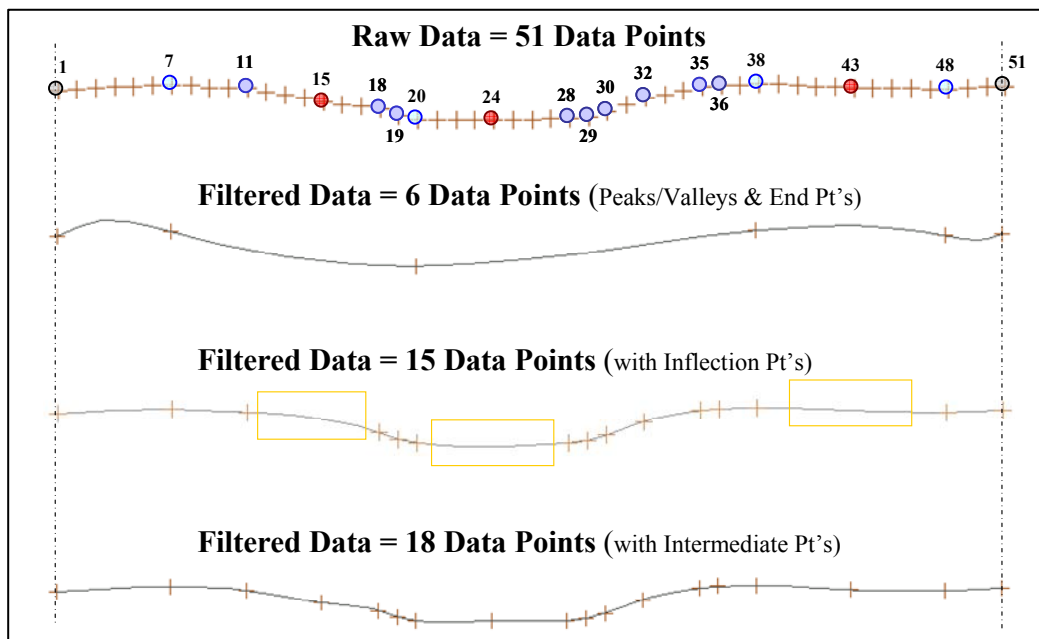 Raw Data = 51 Data Points
1 7 11 15 18 19 20 24 28 29 30 32 35 36 38 43 48 51
Filtered Data = 6 Data Points (Peaks/Valleys & End Pt's)
Filtered Data = 15 Data Points (with Inflection Pt's)
Filtered Data = 18 Data Points (with Intermediate Pt's)